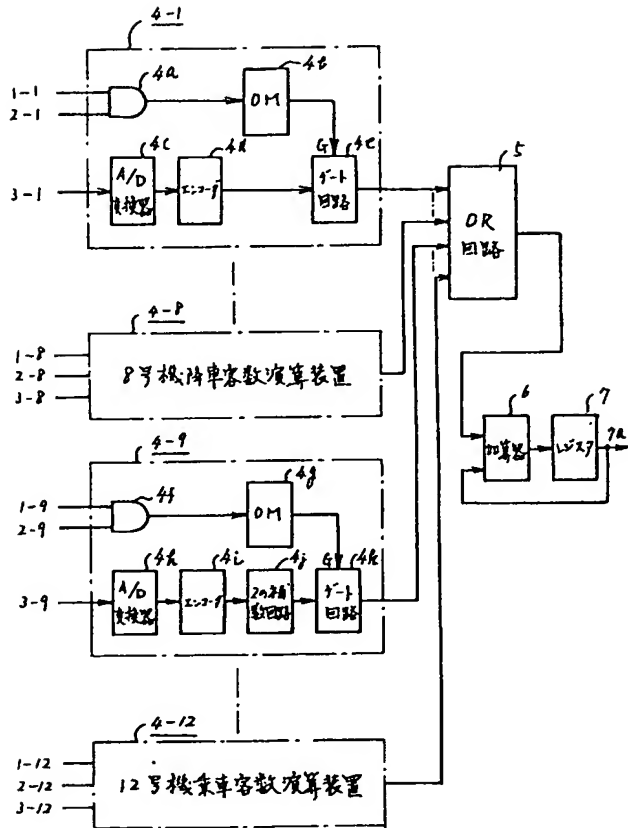 4-1
1-1
2-1
4a
OM
4b
3-1
A/D
変換器
4c
エンコーダ
4d
G
ゲート
回路
4e
5
OR
回路
4-8
1-8
2-8
3-8
8号機降車客数演算装置
6
加算器
7
レジスタ
7a
4-9
1-9
2-9
4f
OM
4g
3-9
A/D
変換器
4h
エンコーダ
4i
2の補
数回路
4j
G
ゲート
回路
4k
4-12
1-12
2-12
3-12
12号機乗車客数演算装置